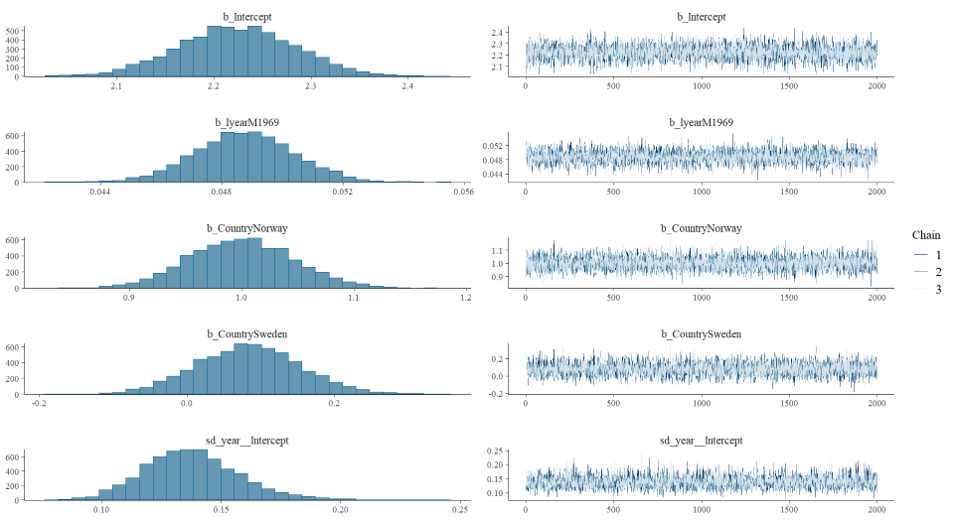 b_Intercept
500
400
300
200
100
0
2.1 2.2 2.3 2.4
b_Intercept
2.4
2.3
2.2
2.1
0 500 1000 1500 2000
b_IyearM1969
600
400
200
0
0.044 0.048 0.052 0.056
b_IyearM1969
0.052
0.048
0.044
0 500 1000 1500 2000
b_CountryNorway
600
400
200
0
0.9 1.0 1.1 1.2
b_CountryNorway
1.1
1.0
0.9
0 500 1000 1500 2000
Chain
1
2
3
b_CountrySweden
600
400
200
0
-0.2 0.0 0.2
b_CountrySweden
0.2
0.0
-0.2
0 500 1000 1500 2000
sd_year__Intercept
600
400
200
0
0.10 0.15 0.20 0.25
sd_year__Intercept
0.25
0.20
0.15
0.10
0 500 1000 1500 2000